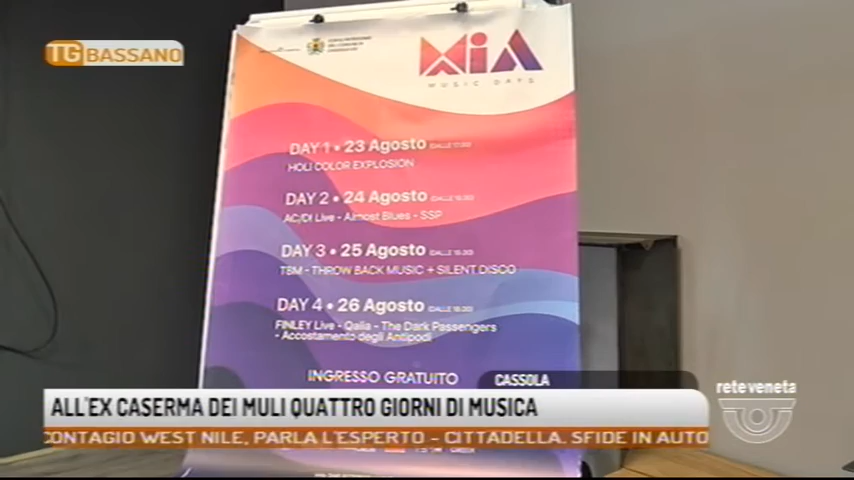 TG BASSANO
MIA
MUSIC DAYS
DAY 1 • 23 Agosto
HOLI COLOR EXPLOSION
DAY 2 • 24 Agosto
AC/DI Live - Almost Blues - SSP
DAY 3 • 25 Agosto
TBM - THROW BACK MUSIC + SILENT DISCO
DAY 4 • 26 Agosto
FINLEY Live - Qalia - The Dark Passengers
- Accostamento degli Antipodi
INGRESSO GRATUITO
CASSOLA
ALL'EX CASERMA DEI MULI QUATTRO GIORNI DI MUSICA
reteveneta
CONTAGIO WEST NILE, PARLA L'ESPERTO - CITTADELLA. SFIDE IN AUTO